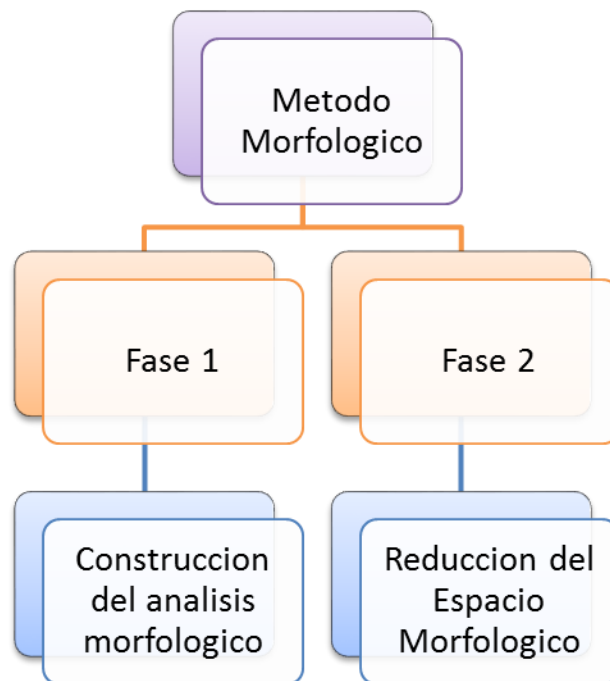 Metodo
Morfologico
Fase 1
Fase 2
Construccion
del analisis
morfologico
Reduccion del
Espacio
Morfologico